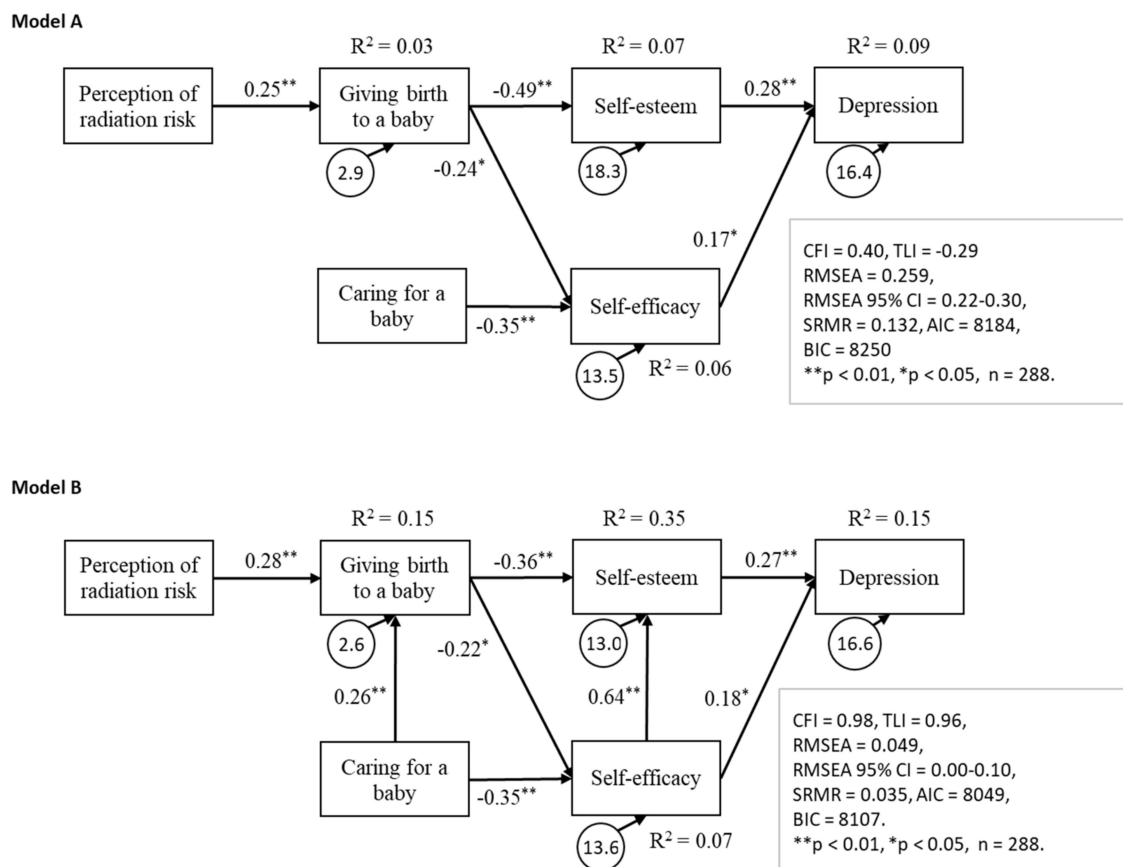 Model A
R² = 0.03
R² = 0.07
R² = 0.09
Perception of
radiation risk
0.25**
Giving birth
to a baby
-0.49**
Self-esteem
0.28**
Depression
2.9
-0.24*
18.3
16.4
0.17*
Caring for a
baby
-0.35**
Self-efficacy
13.5
R² = 0.06
CFI = 0.40, TLI = -0.29
RMSEA = 0.259,
RMSEA 95% CI = 0.22-0.30,
SRMR = 0.132, AIC = 8184,
BIC = 8250
**p < 0.01, *p < 0.05, n = 288.
Model B
R² = 0.15
R² = 0.35
R² = 0.15
Perception of
radiation risk
0.28**
Giving birth
to a baby
-0.36**
Self-esteem
0.27**
Depression
2.6
-0.22*
13.0
16.6
0.26**
0.64**
0.18*
Caring for a
baby
-0.35**
Self-efficacy
13.6
R² = 0.07
CFI = 0.98, TLI = 0.96,
RMSEA = 0.049,
RMSEA 95% CI = 0.00-0.10,
SRMR = 0.035, AIC = 8049,
BIC = 8107.
**p < 0.01, *p < 0.05, n = 288.